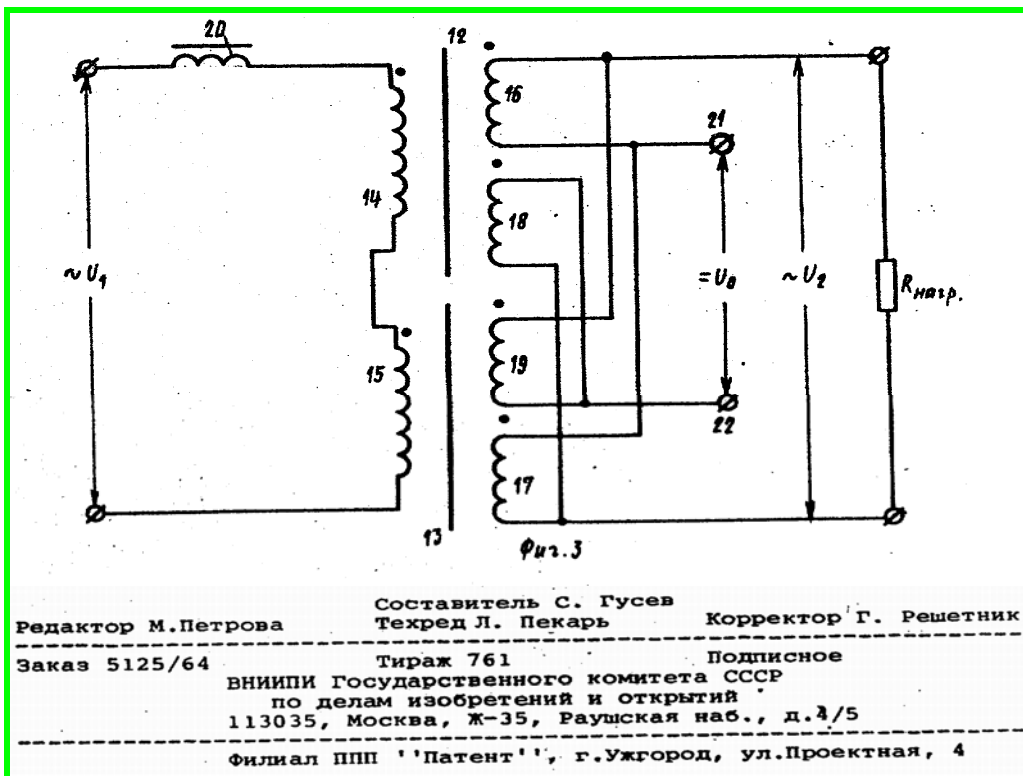 20
12
16
21
14
18
~U₁
=U₀
~U₂
Rнагр.
15
19
22
17
13
Фиг.3
Составитель С. Гусев
Редактор М.Петрова Техред Л. Пекарь Корректор Г. Решетник
Заказ 5125/64 Тираж 761 Подписное
ВНИИПИ Государственного комитета СССР
по делам изобретений и открытий
113035, Москва, Ж-35, Раушская наб., д.4/5
Филиал ППП ''Патент'', г.Ужгород, ул.Проектная, 4